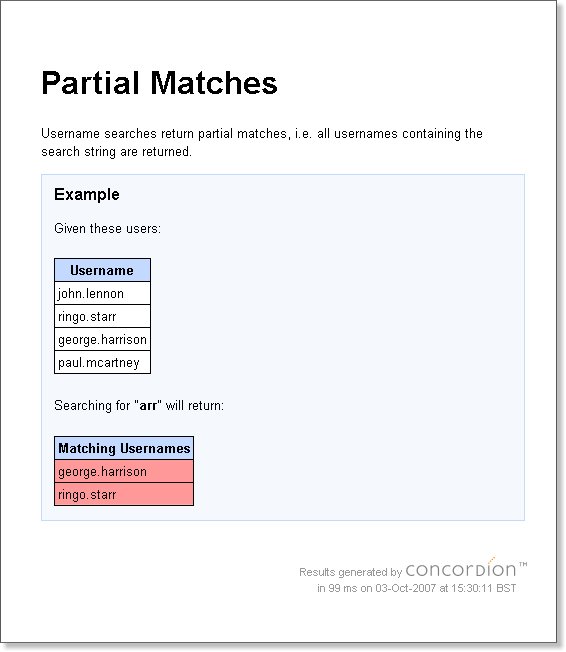 Partial Matches
Username searches return partial matches, i.e. all usernames containing the
search string are returned.
Example
Given these users:
Username
john.lennon
ringo.starr
george.harrison
paul.mcartney
Searching for "arr" will return:
Matching Usernames
george.harrison
ringo.starr
Results generated by concordion™
in 99 ms on 03-Oct-2007 at 15:30:11 BST